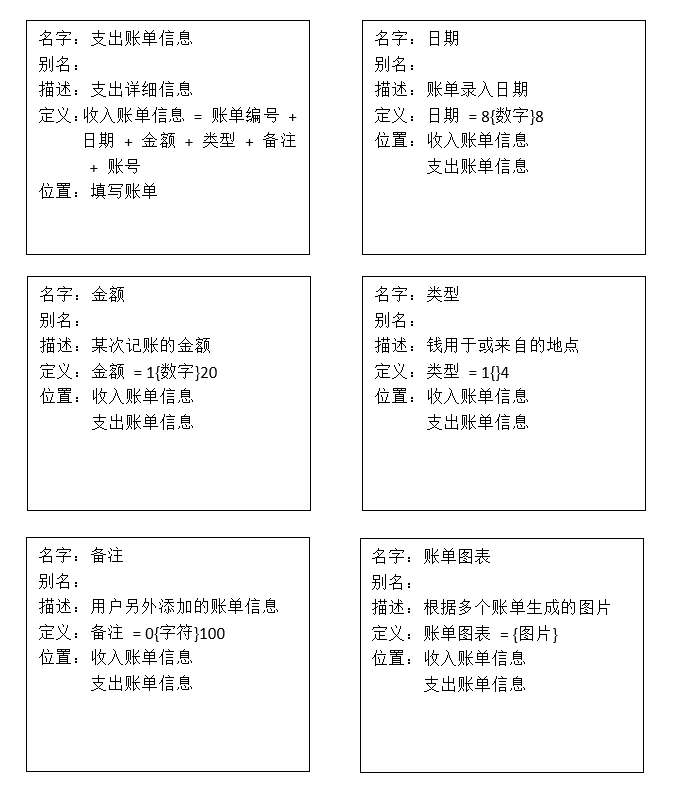 名字：支出账单信息
别名：
描述：支出详细信息
定义：收入账单信息 = 账单编号 +
日期 + 金额 + 类型 + 备注
+ 账号
位置：填写账单
名字：日期
别名：
描述：账单录入日期
定义：日期 = 8{数字}8
位置：收入账单信息
支出账单信息
名字：金额
别名：
描述：某次记账的金额
定义：金额 = 1{数字}20
位置：收入账单信息
支出账单信息
名字：类型
别名：
描述：钱用于或来自的地点
定义：类型 = 1{}4
位置：收入账单信息
支出账单信息
名字：备注
别名：
描述：用户另外添加的账单信息
定义：备注 = 0{字符}100
位置：收入账单信息
支出账单信息
名字：账单图表
别名：
描述：根据多个账单生成的图片
定义：账单图表 = {图片}
位置：收入账单信息
支出账单信息